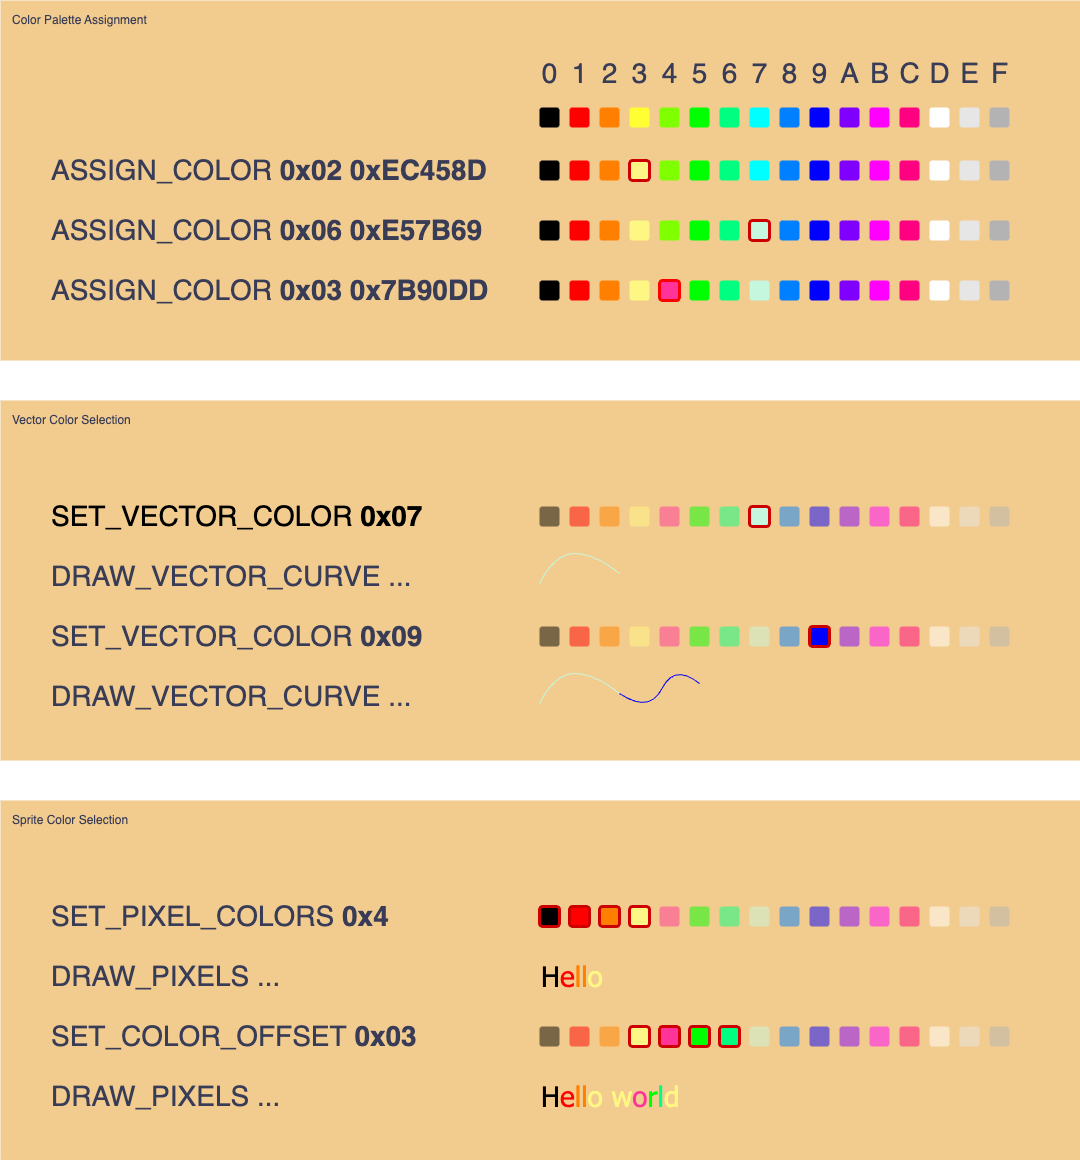 Color Palette Assignment
0 1 2 3 4 5 6 7 8 9 A B C D E F
ASSIGN_COLOR 0x02 0xEC458D
ASSIGN_COLOR 0x06 0xE57B69
ASSIGN_COLOR 0x03 0x7B90DD
Vector Color Selection
SET_VECTOR_COLOR 0x07
DRAW_VECTOR_CURVE ...
SET_VECTOR_COLOR 0x09
DRAW_VECTOR_CURVE ...
Sprite Color Selection
SET_PIXEL_COLORS 0x4
DRAW_PIXELS ...
Hello
SET_COLOR_OFFSET 0x03
DRAW_PIXELS ...
Hello world